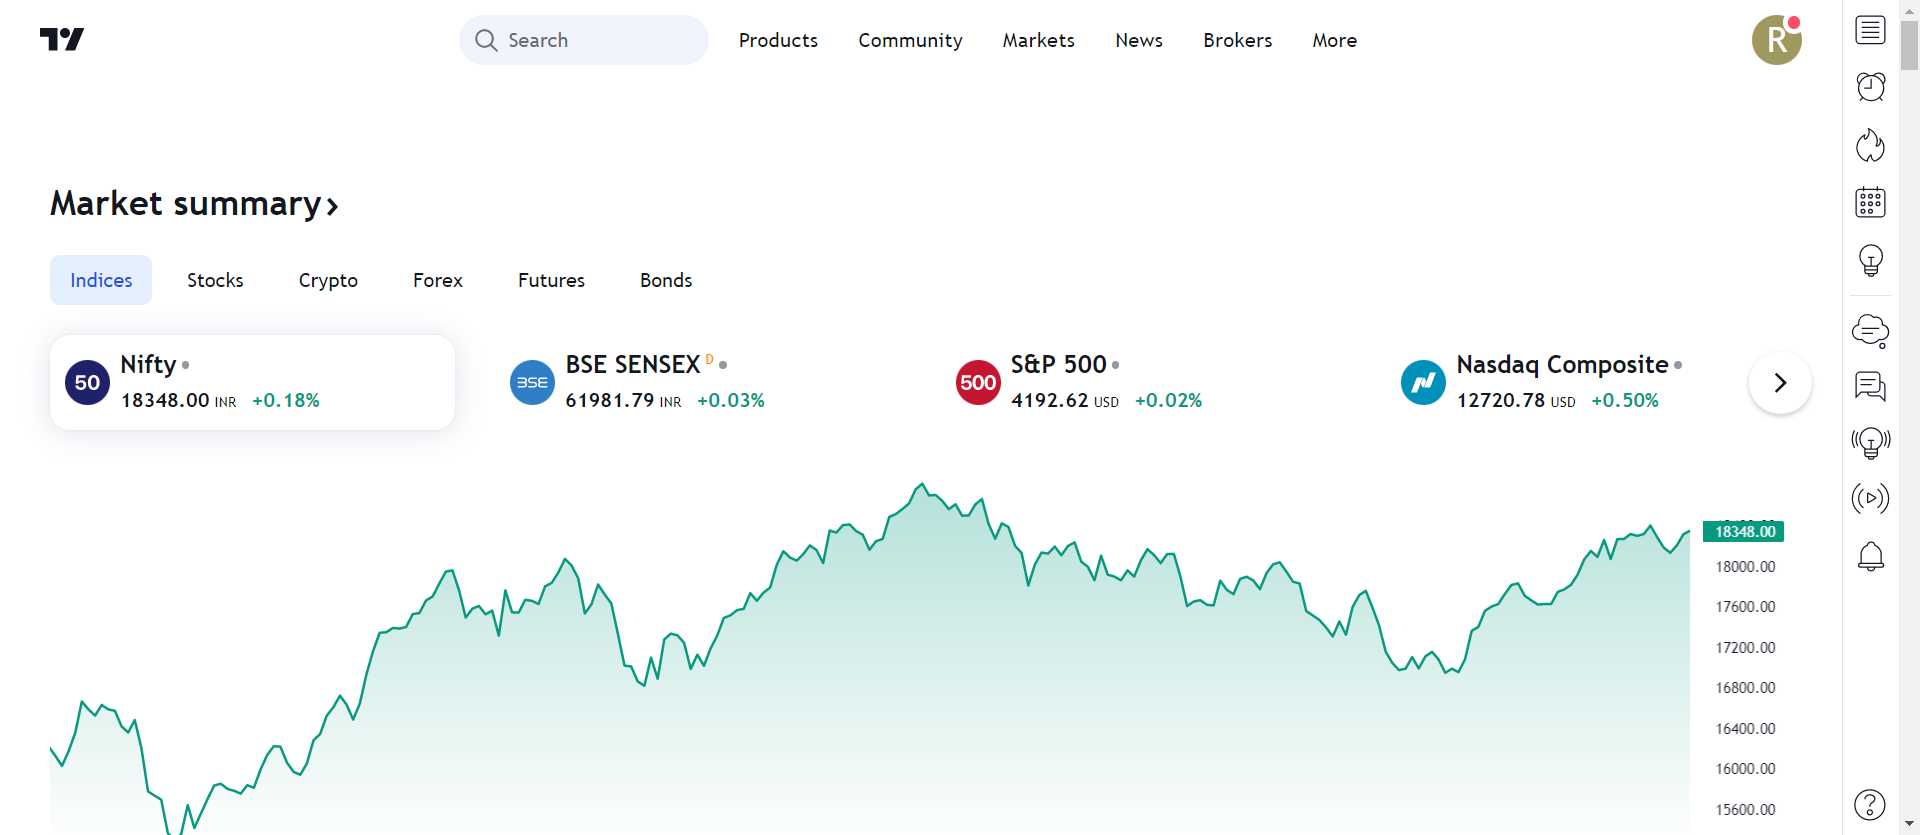 Search
Products
Community
Markets
News
Brokers
More
R
Market summary
Indices
Stocks
Crypto
Forex
Futures
Bonds
50
Nifty
18348.00 INR +0.18%
BSE
BSE SENSEX D
61981.79 INR +0.03%
500
S&P 500
4192.62 USD +0.02%
Nasdaq Composite
12720.78 USD +0.50%
18348.00
18000.00
17600.00
17200.00
16800.00
16400.00
16000.00
15600.00